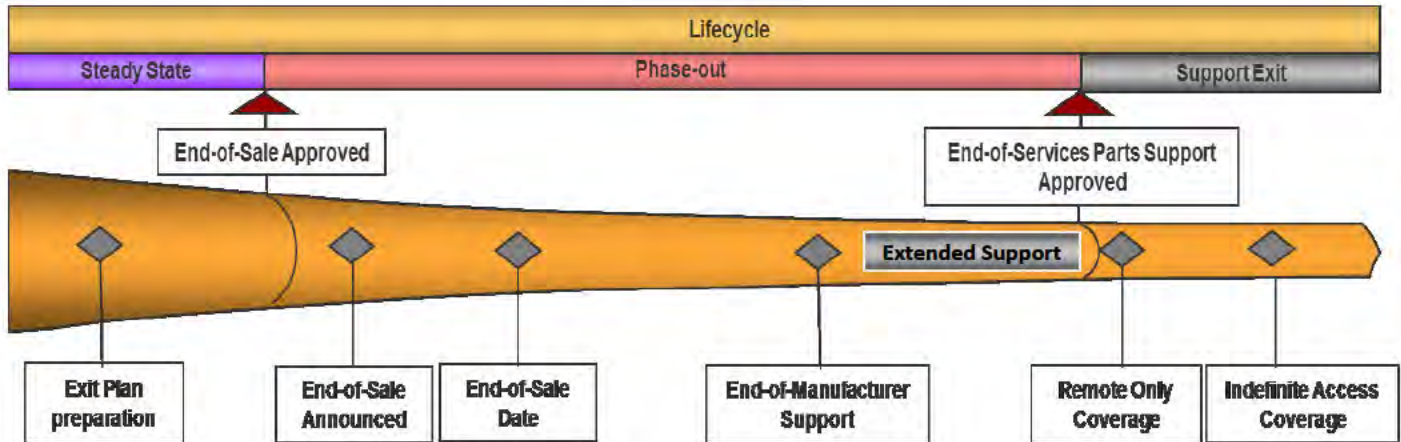 Lifecycle
Steady State
Phase-out
Support Exit
End-of-Sale Approved
End-of-Services Parts Support
Approved
Extended Support
Exit Plan
preparation
End-of-Sale
Announced
End-of-Sale
Date
End-of-Manufacturer
Support
Remote Only
Coverage
Indefinite Access
Coverage